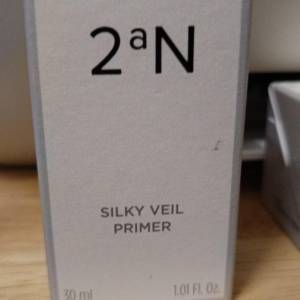 2aN
SILKY VEIL
PRIMER
30 ml 1.01 FL Oz.